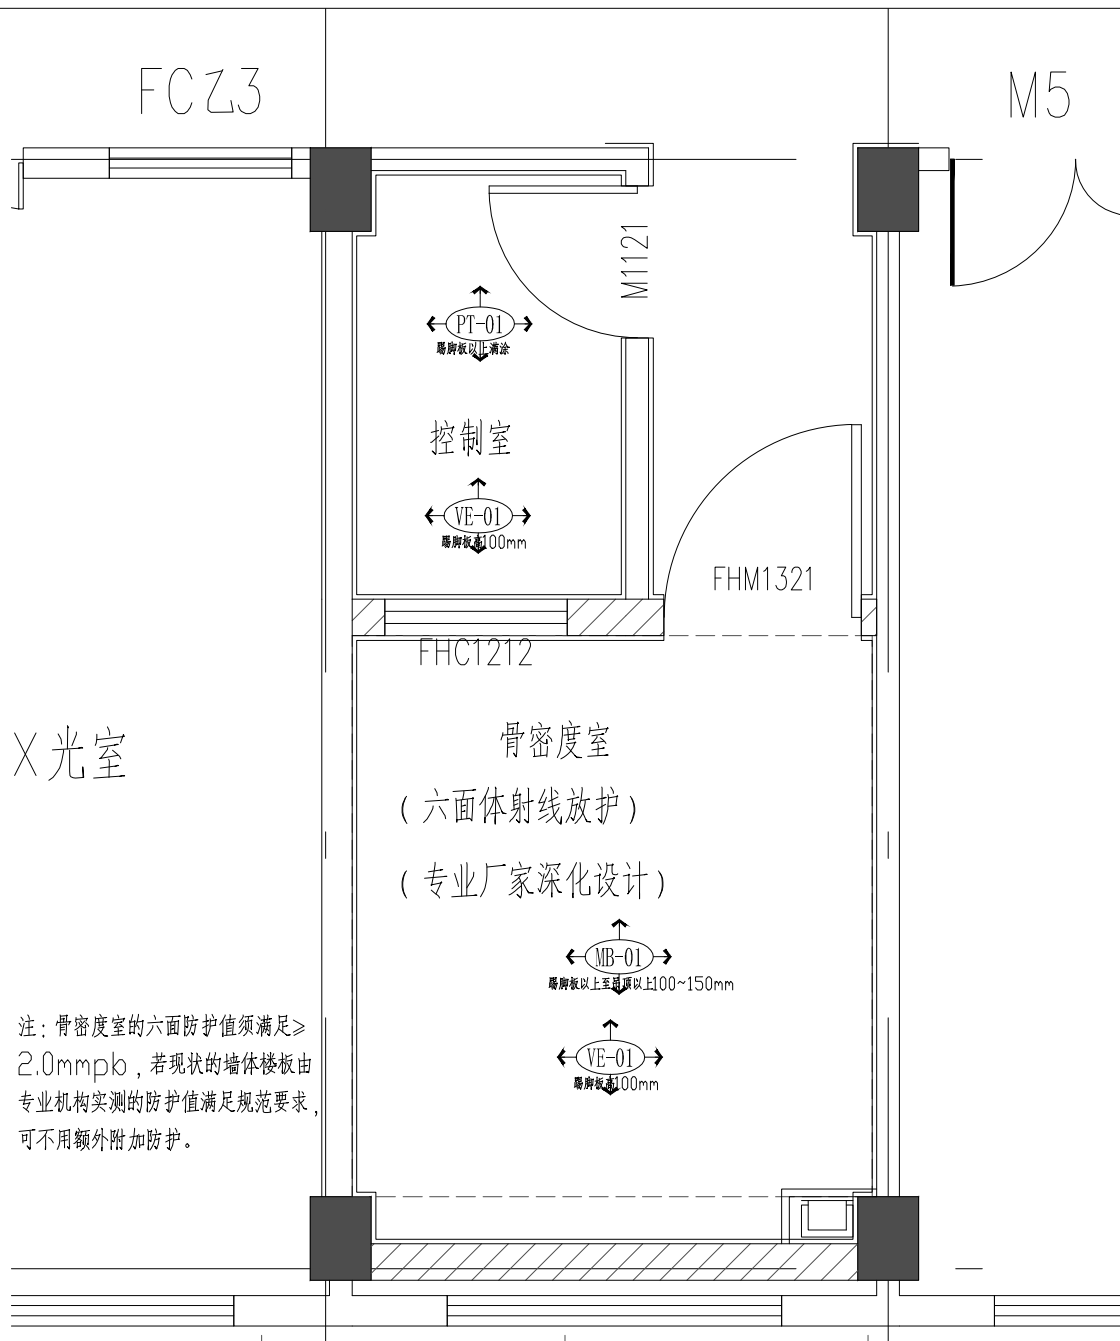 FC乙3
M5
M1121
PT-01
踢脚板以上满涂
控制室
VE-01
踢脚板高100mm
FHM1321
FHC1212
X光室
骨密度室
(六面体射线放护)
(专业厂家深化设计)
MB-01
踢脚板以上至吊顶以上100~150mm
VE-01
踢脚板高100mm
注:骨密度室的六面防护值须满足≥
2.0mmpb,若现状的墙体楼板由
专业机构实测的防护值满足规范要求,
可不用额外附加防护。